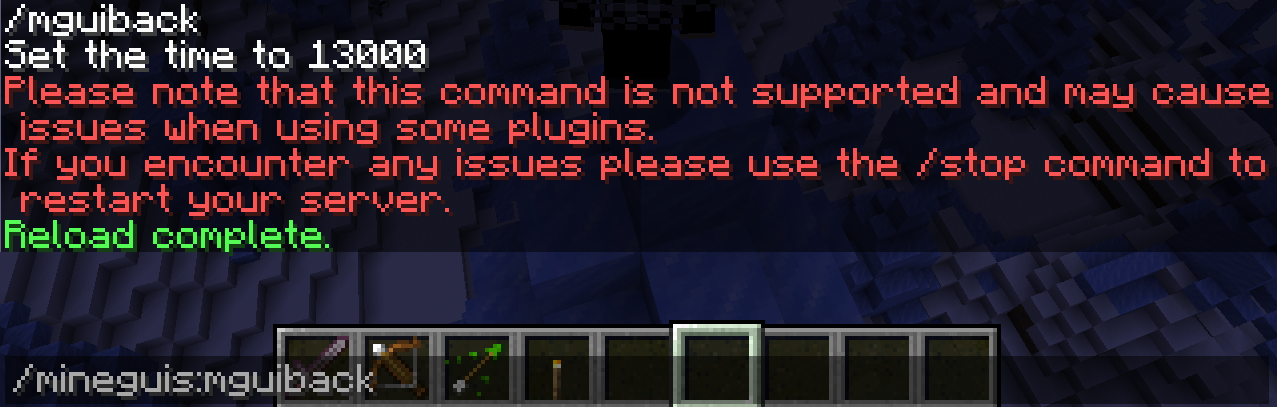 /mguiback
Set the time to 13000
Please note that this command is not supported and may cause
issues when using some plugins.
If you encounter any issues please use the /stop command to
restart your server.
Reload complete.
/mineguis:mguiback